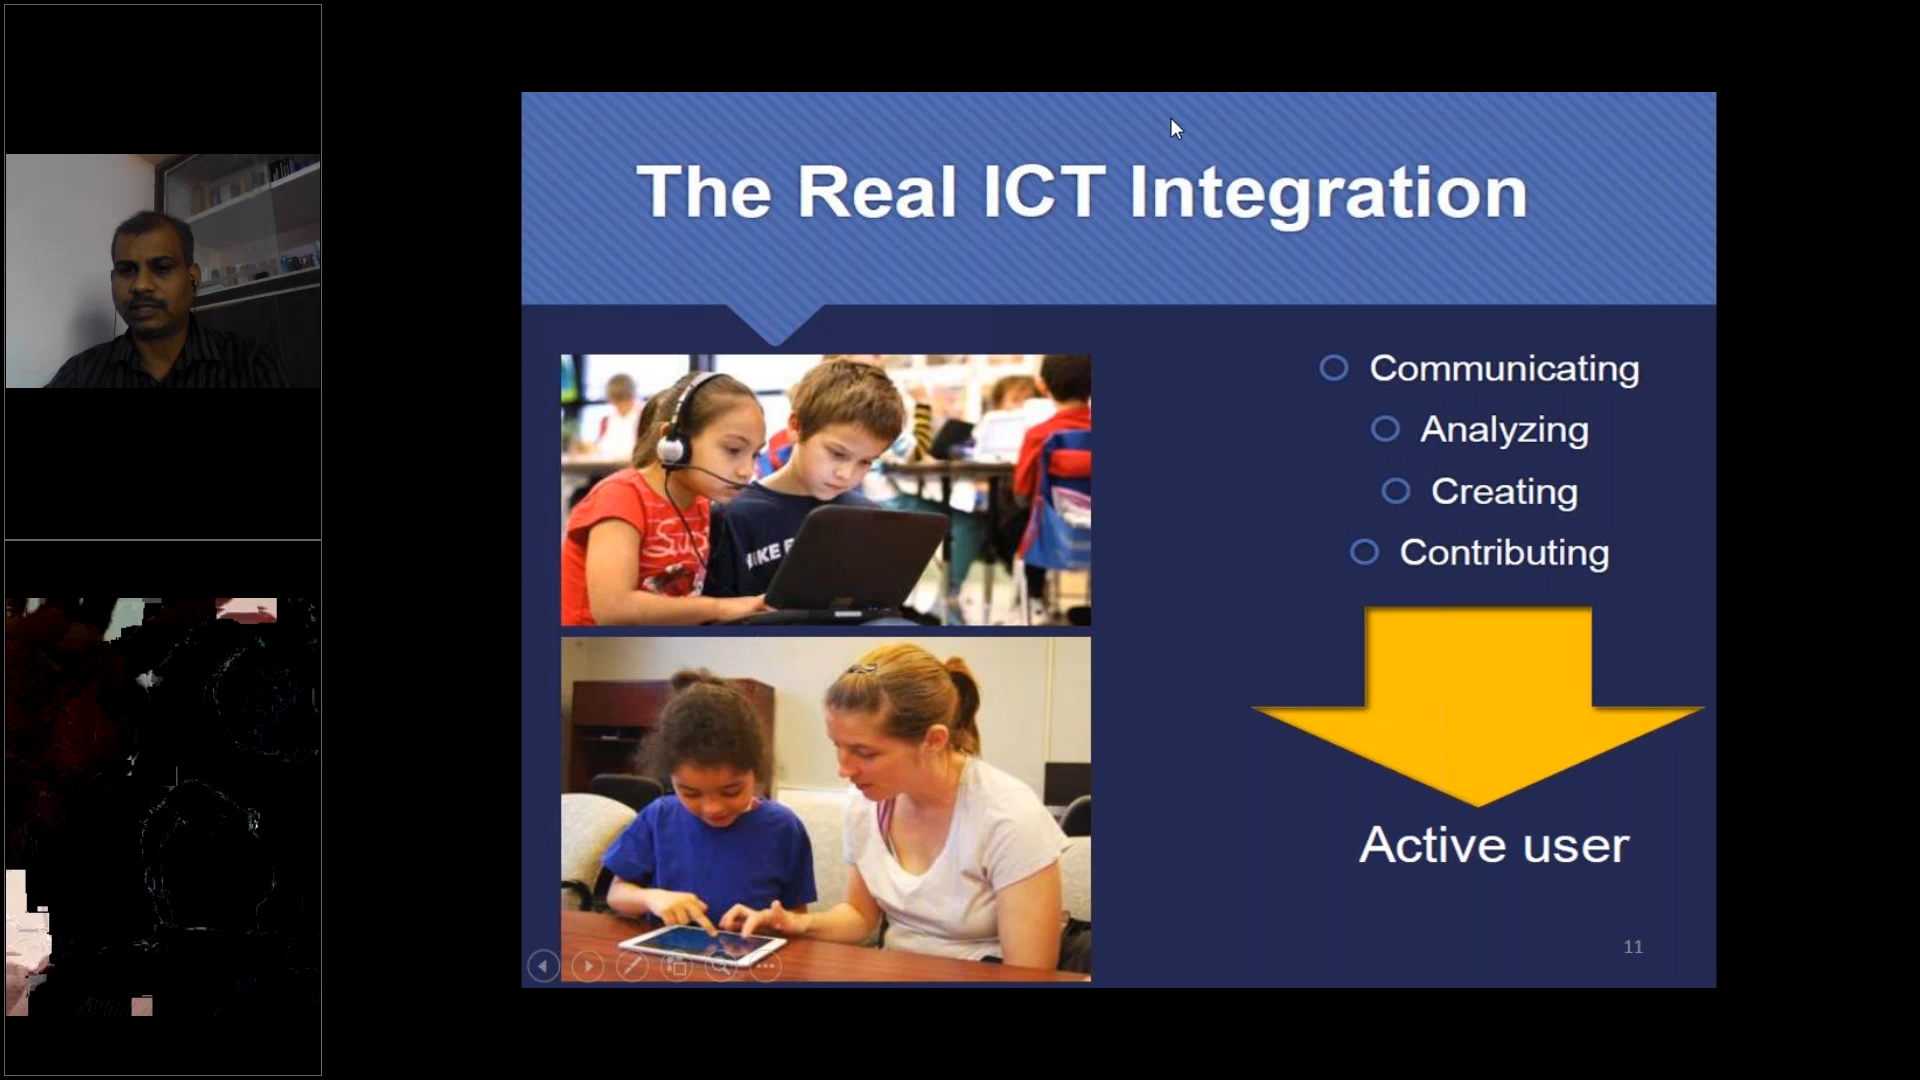 The Real ICT Integration
Communicating
Analyzing
Creating
Contributing
Active user
11